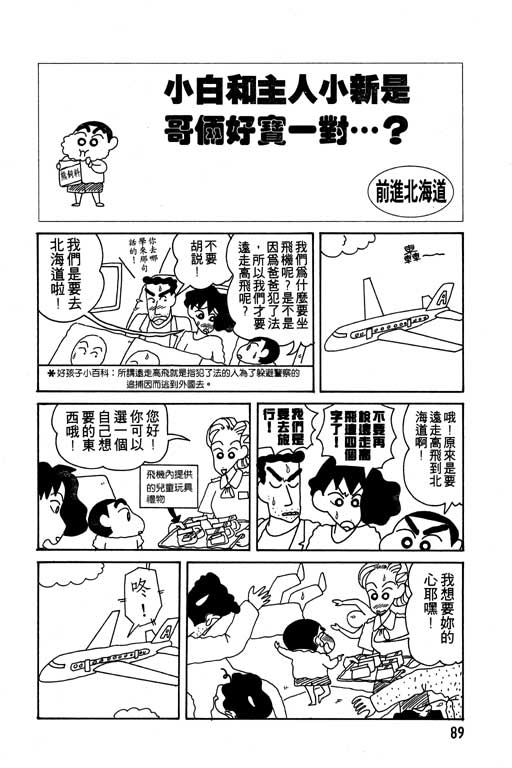 小白和主人小新是
哥倆好寶一對…？
前進北海道
熊飼料
轟——
我們爲什麼要坐
飛機呢？是不是
因爲爸爸犯了法
，所以我們才要
遠走高飛呢？
不要
胡說！
你去哪
學來那句
話的！
我們是要去
北海道啦！
＊好孩子小百科：所謂遠走高飛就是指犯了法的人為了躲避警察的
追捕因而逃到外國去。
哦！原來是要
遠走高飛到北
海道啊！
不要再
說遠走高
飛這四個
字了！
我們是
要去旅
行！
飛機內提供
的兒童玩具
禮物
您好！
你可以
選一個
自己想
要的東
西哦！
我想要妳的
心耶嘿！
咚！
89